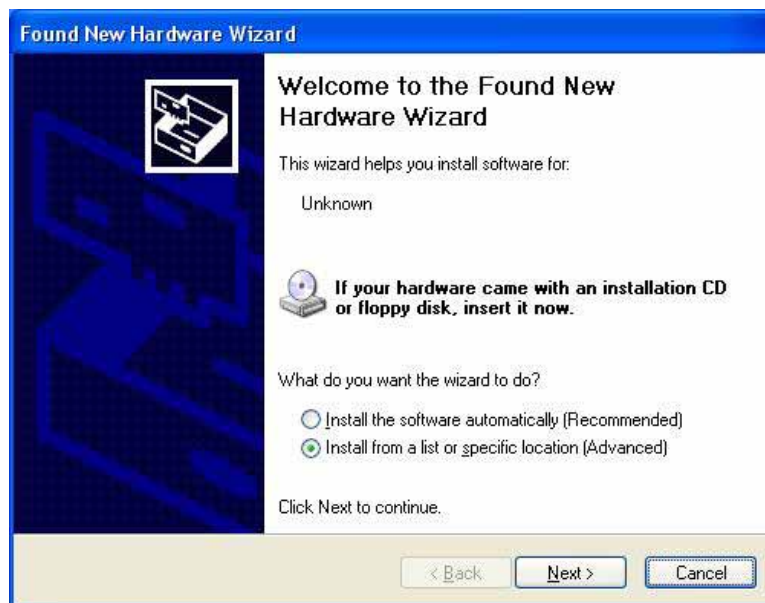 Found New Hardware Wizard
Welcome to the Found New
Hardware Wizard
This wizard helps you install software for:
Unknown
If your hardware came with an installation CD
or floppy disk, insert it now.
What do you want the wizard to do?
Install the software automatically (Recommended)
Install from a list or specific location (Advanced)
Click Next to continue.
< Back Next > Cancel